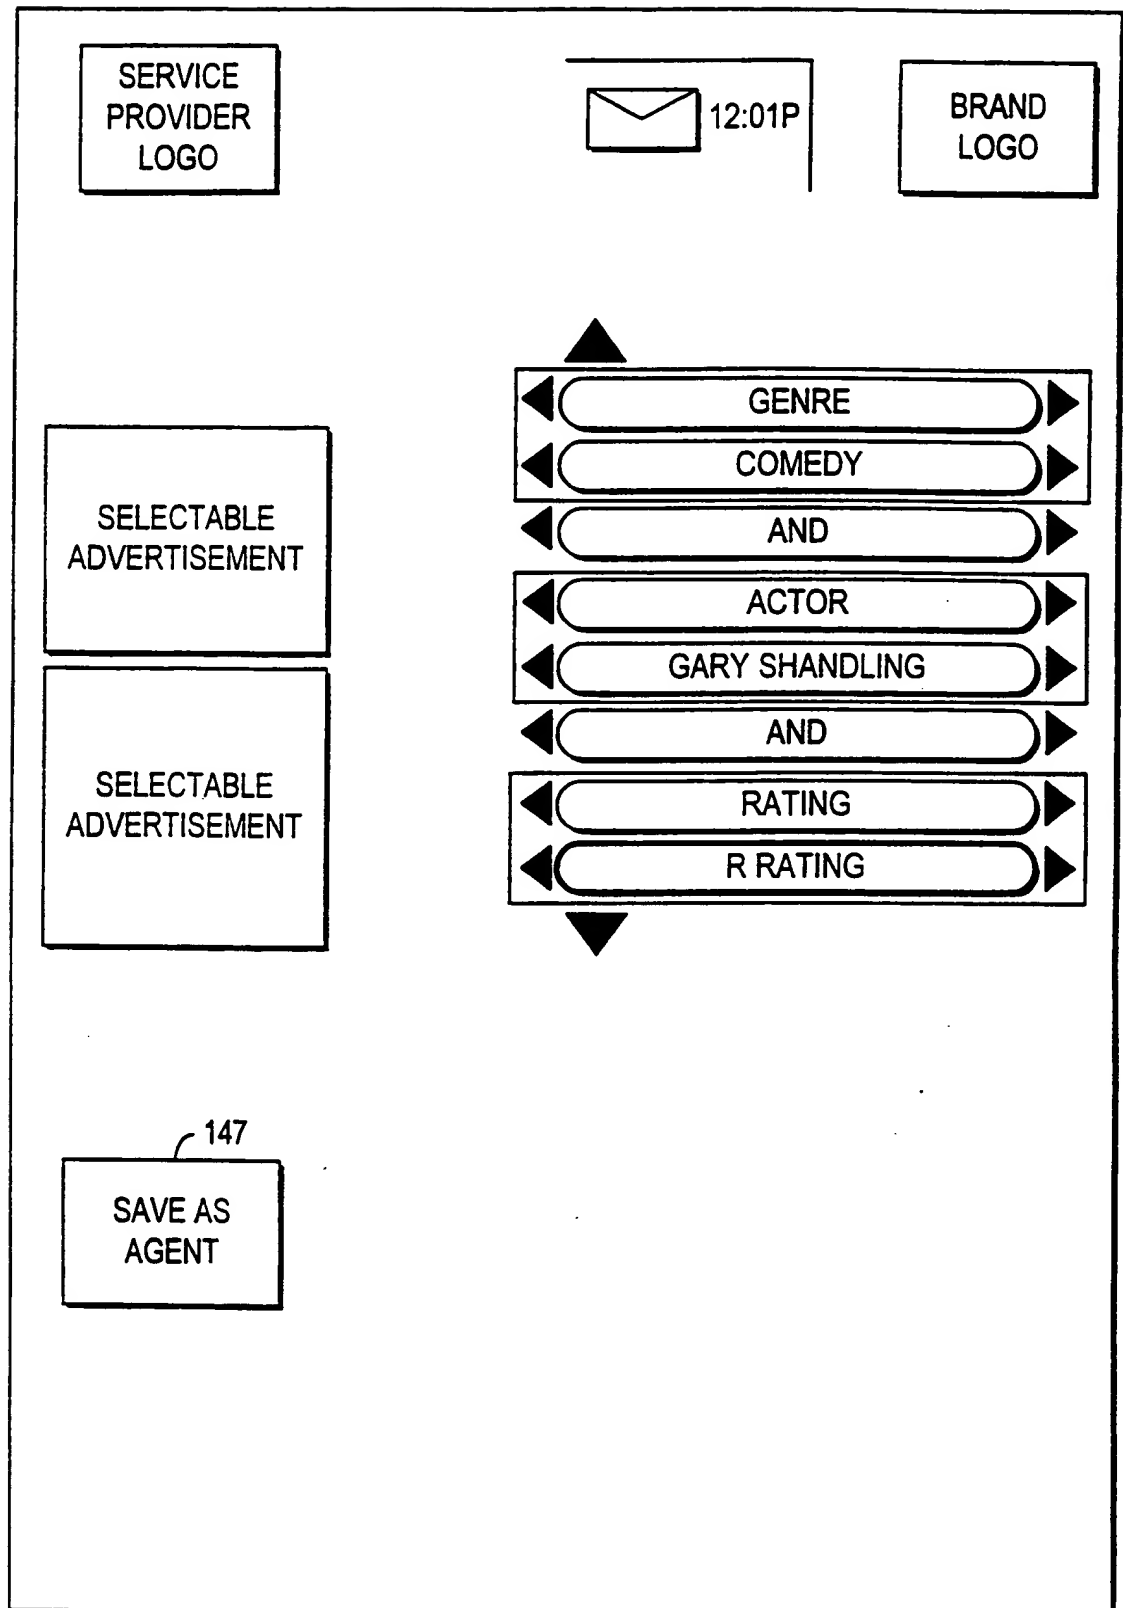 SERVICE
PROVIDER
LOGO
12:01P
BRAND
LOGO
GENRE
COMEDY
AND
ACTOR
GARY SHANDLING
AND
RATING
R RATING
SELECTABLE
ADVERTISEMENT
SELECTABLE
ADVERTISEMENT
147
SAVE AS
AGENT